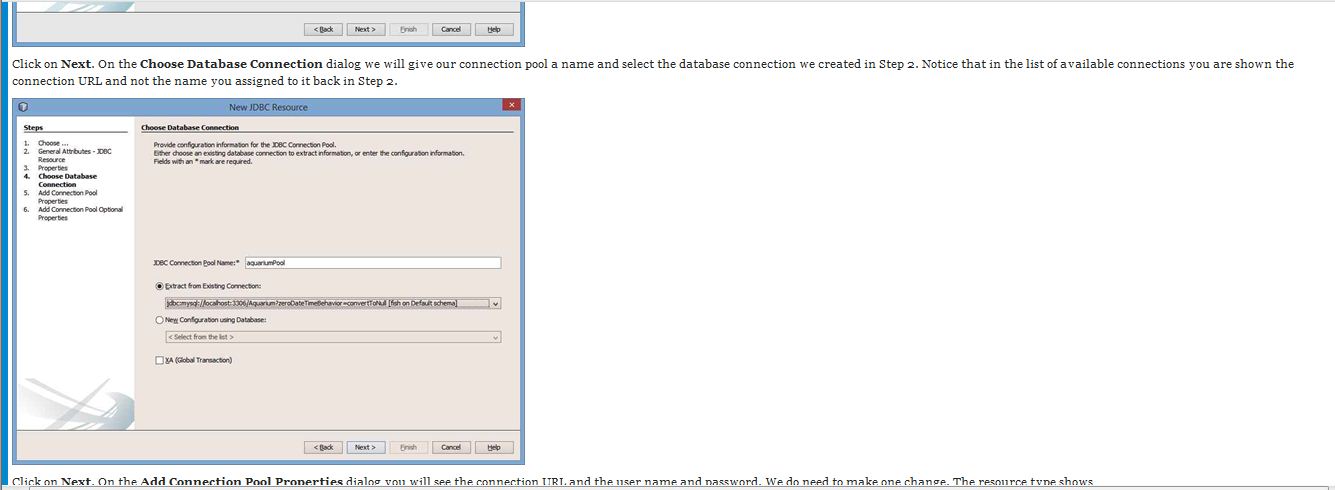 < Back Next > Finish Cancel Help
Click on Next. On the Choose Database Connection dialog we will give our connection pool a name and select the database connection we created in Step 2. Notice that in the list of available connections you are shown the
connection URL and not the name you assigned to it back in Step 2.
New JDBC Resource
Steps
1. Choose ...
2. General Attributes - JDBC
Resource
3. Properties
4. Choose Database
Connection
5. Add Connection Pool
Properties
6. Add Connection Pool Optional
Properties
Choose Database Connection
Provide configuration information for the JDBC Connection Pool.
Either choose an existing database connection to extract information, or enter the configuration information.
Fields with an * mark are required.
JDBC Connection Pool Name:* aquariumPool
Extract from Existing Connection:
jdbc:mysql://localhost:3306/Aquarium?zeroDateTimeBehavior=convertToNull [fish on Default schema]
New Configuration using Database:
< Select from the list >
XA (Global Transaction)
< Back Next > Finish Cancel Help
Click on Next. On the Add Connection Pool Properties dialog you will see the connection URL and the user name and password. We do need to make one change. The resource type shows